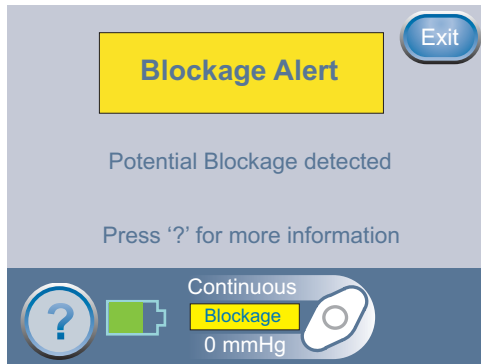 Exit
Blockage Alert
Potential Blockage detected
Press ‘?’ for more information
?
Continuous
Blockage
0 mmHg